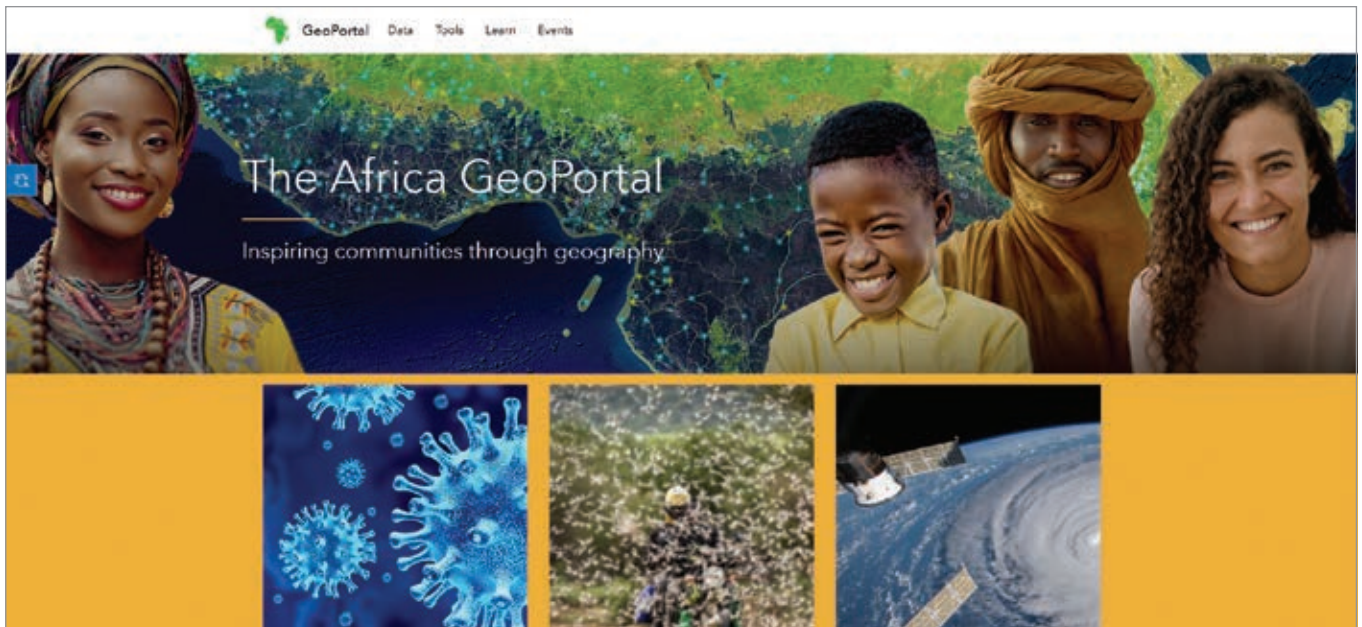 GeoPortal Data Tools Learn Events
The Africa GeoPortal
Inspiring communities through geography